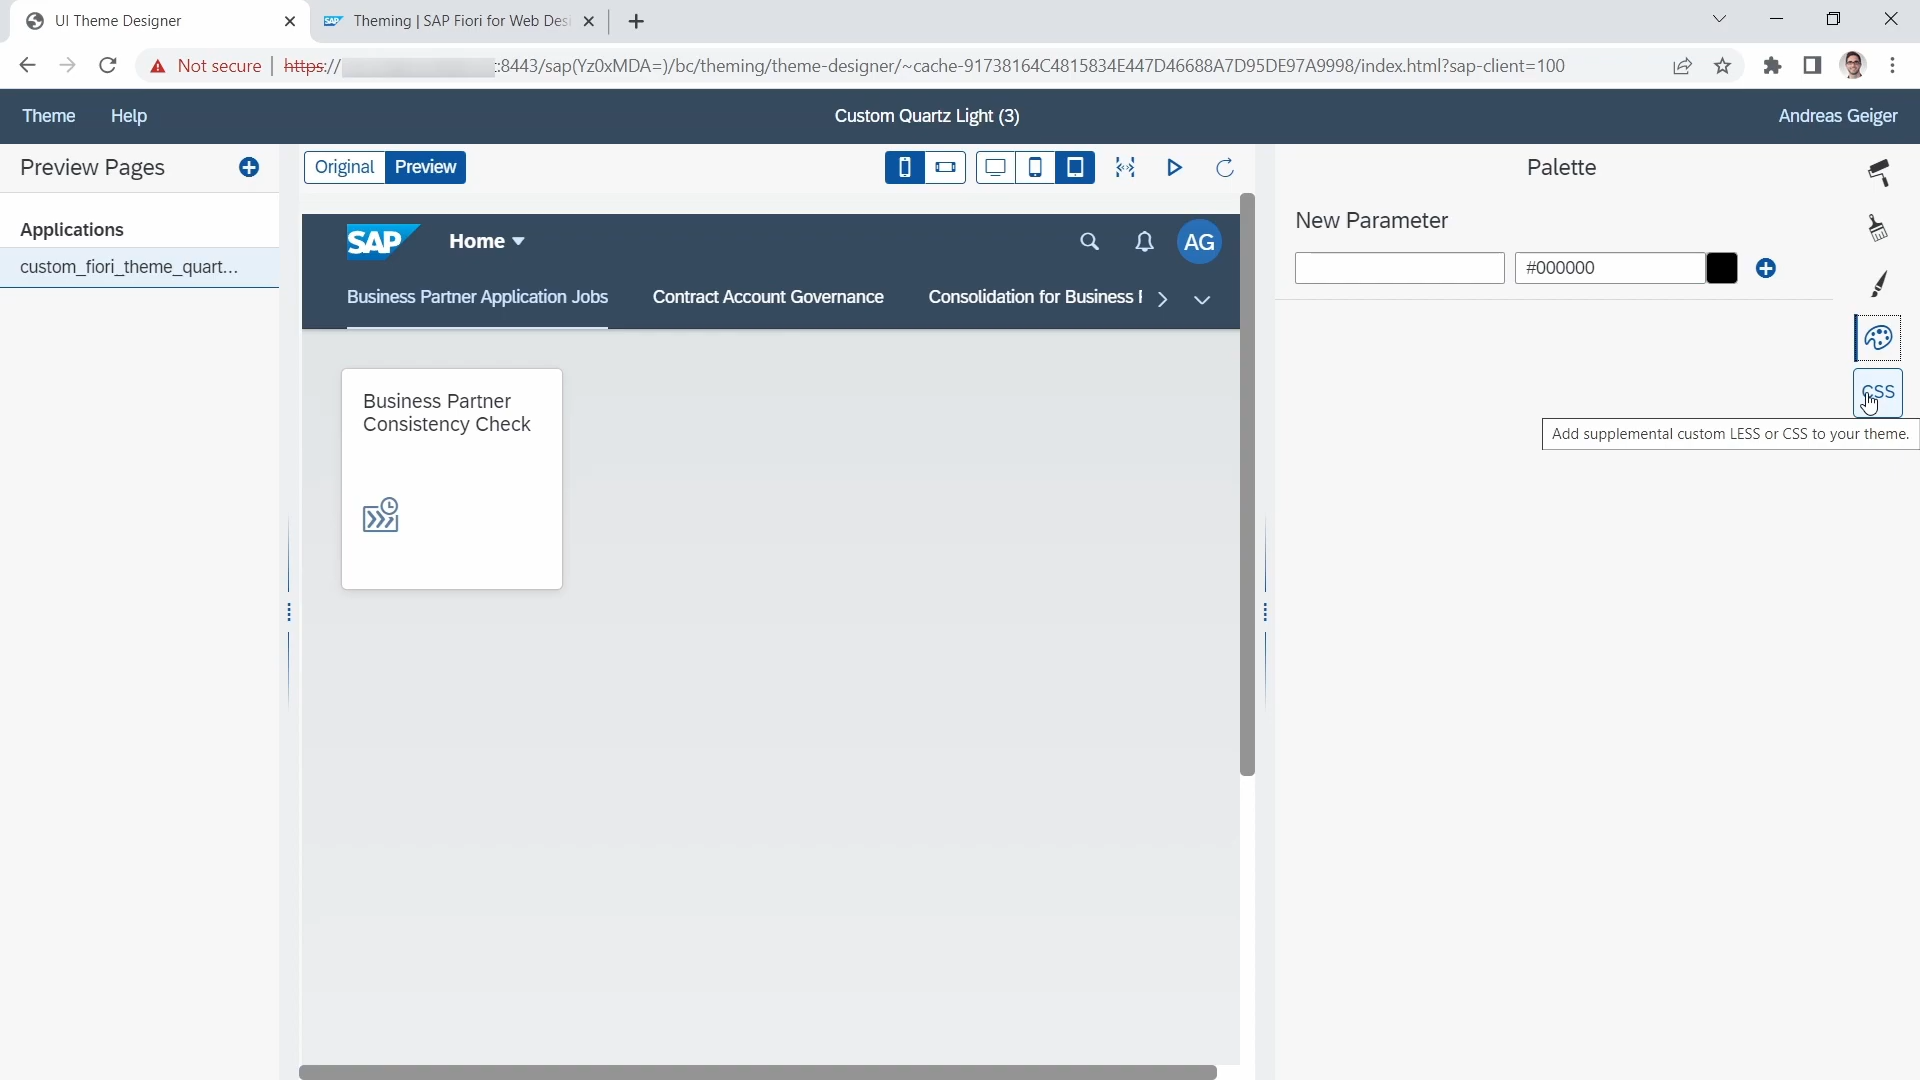 UI Theme Designer
SAP Theming | SAP Fiori for Web Desi
Not secure https:// :8443/sap(Yz0xMDA=)/bc/theming/theme-designer/~cache-91738164C4815834E447D46688A7D95DE97A9998/index.html?sap-client=100
Theme Help Custom Quartz Light (3) Andreas Geiger
Preview Pages
Original Preview
Palette
Applications
custom_fiori_theme_quart...
SAP Home AG
Business Partner Application Jobs Contract Account Governance Consolidation for Business
New Parameter
#000000
Business Partner
Consistency Check
CSS
Add supplemental custom LESS or CSS to your theme.